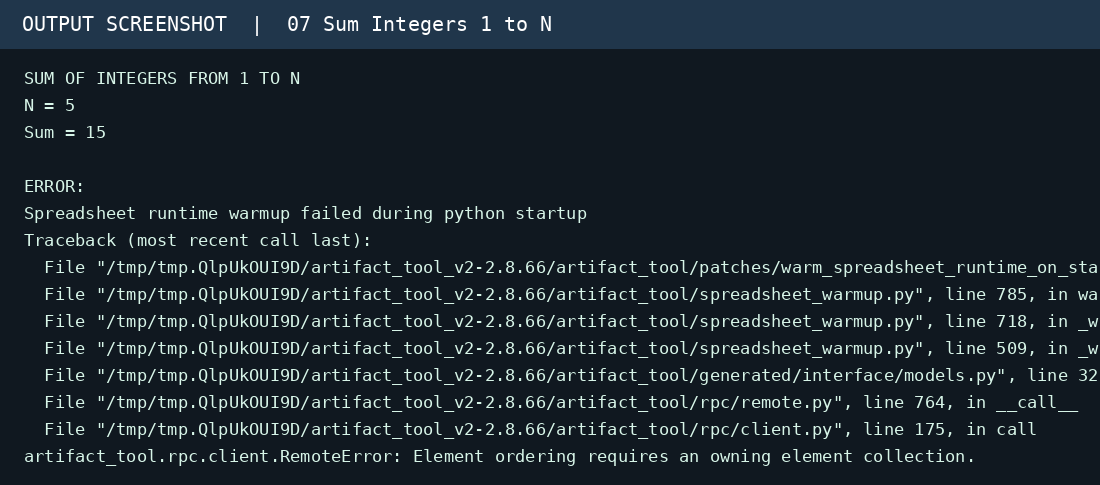 OUTPUT SCREENSHOT | 07 Sum Integers 1 to N
SUM OF INTEGERS FROM 1 TO N
N = 5
Sum = 15
ERROR:
Spreadsheet runtime warmup failed during python startup
Traceback (most recent call last):
File "/tmp/tmp.QlpUkOUI9D/artifact_tool_v2-2.8.66/artifact_tool/patches/warm_spreadsheet_runtime_on_sta
File "/tmp/tmp.QlpUkOUI9D/artifact_tool_v2-2.8.66/artifact_tool/spreadsheet_warmup.py", line 785, in wa
File "/tmp/tmp.QlpUkOUI9D/artifact_tool_v2-2.8.66/artifact_tool/spreadsheet_warmup.py", line 718, in _w
File "/tmp/tmp.QlpUkOUI9D/artifact_tool_v2-2.8.66/artifact_tool/spreadsheet_warmup.py", line 509, in _w
File "/tmp/tmp.QlpUkOUI9D/artifact_tool_v2-2.8.66/artifact_tool/generated/interface/models.py", line 32
File "/tmp/tmp.QlpUkOUI9D/artifact_tool_v2-2.8.66/artifact_tool/rpc/remote.py", line 764, in __call__
File "/tmp/tmp.QlpUkOUI9D/artifact_tool_v2-2.8.66/artifact_tool/rpc/client.py", line 175, in call
artifact_tool.rpc.client.RemoteError: Element ordering requires an owning element collection.